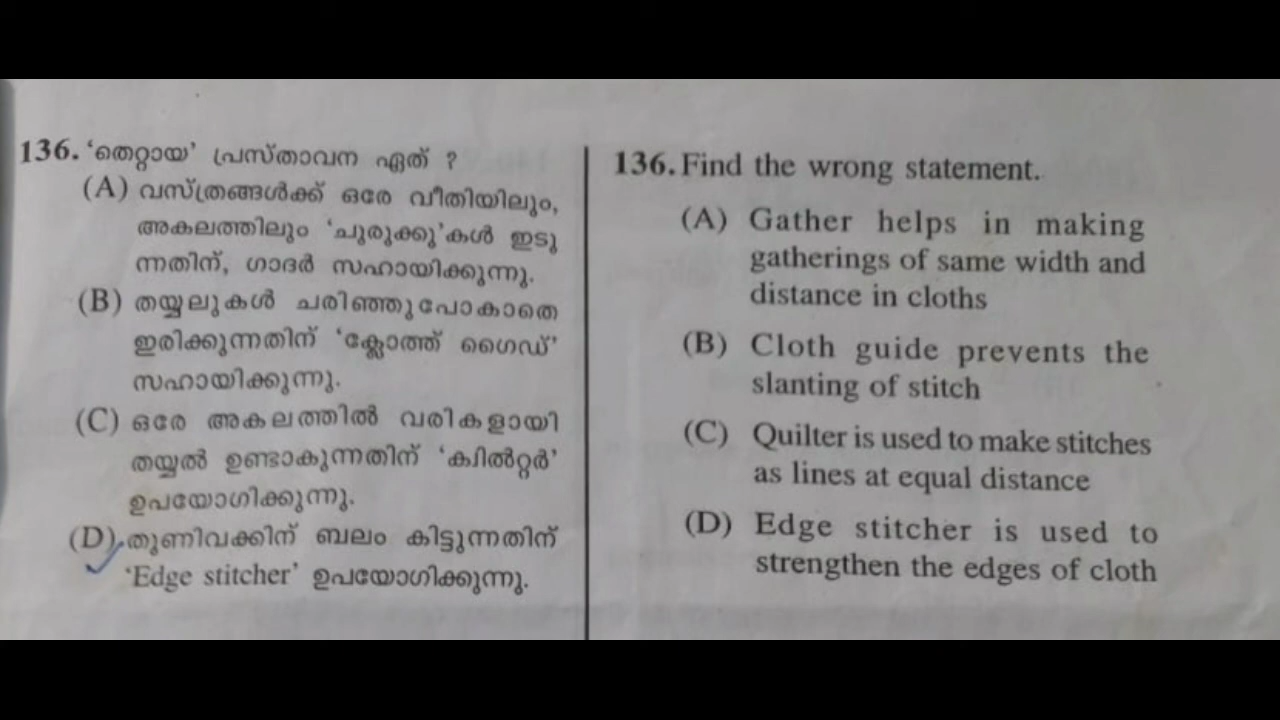 136. ‘തെറ്റായ’ പ്രസ്താവന ഏത് ?
(A) വസ്ത്രങ്ങൾക്ക് ഒരേ വീതിയിലും,
അകലത്തിലും ‘ചുരുക്കു’കൾ ഇടു
ന്നതിന്, ഗാദർ സഹായിക്കുന്നു.
(B) തയ്യലുകൾ ചരിഞ്ഞുപോകാതെ
ഇരിക്കുന്നതിന് ‘ക്ലോത്ത് ഗൈഡ്’
സഹായിക്കുന്നു.
(C) ഒരേ അകലത്തിൽ വരികളായി
തയ്യൽ ഉണ്ടാകുന്നതിന് ‘ക്വിൽറ്റർ’
ഉപയോഗിക്കുന്നു.
(D) തുണിവക്കിന് ബലം കിട്ടുന്നതിന്
‘Edge stitcher’ ഉപയോഗിക്കുന്നു.
136. Find the wrong statement.
(A) Gather helps in making
gatherings of same width and
distance in cloths
(B) Cloth guide prevents the
slanting of stitch
(C) Quilter is used to make stitches
as lines at equal distance
(D) Edge stitcher is used to
strengthen the edges of cloth